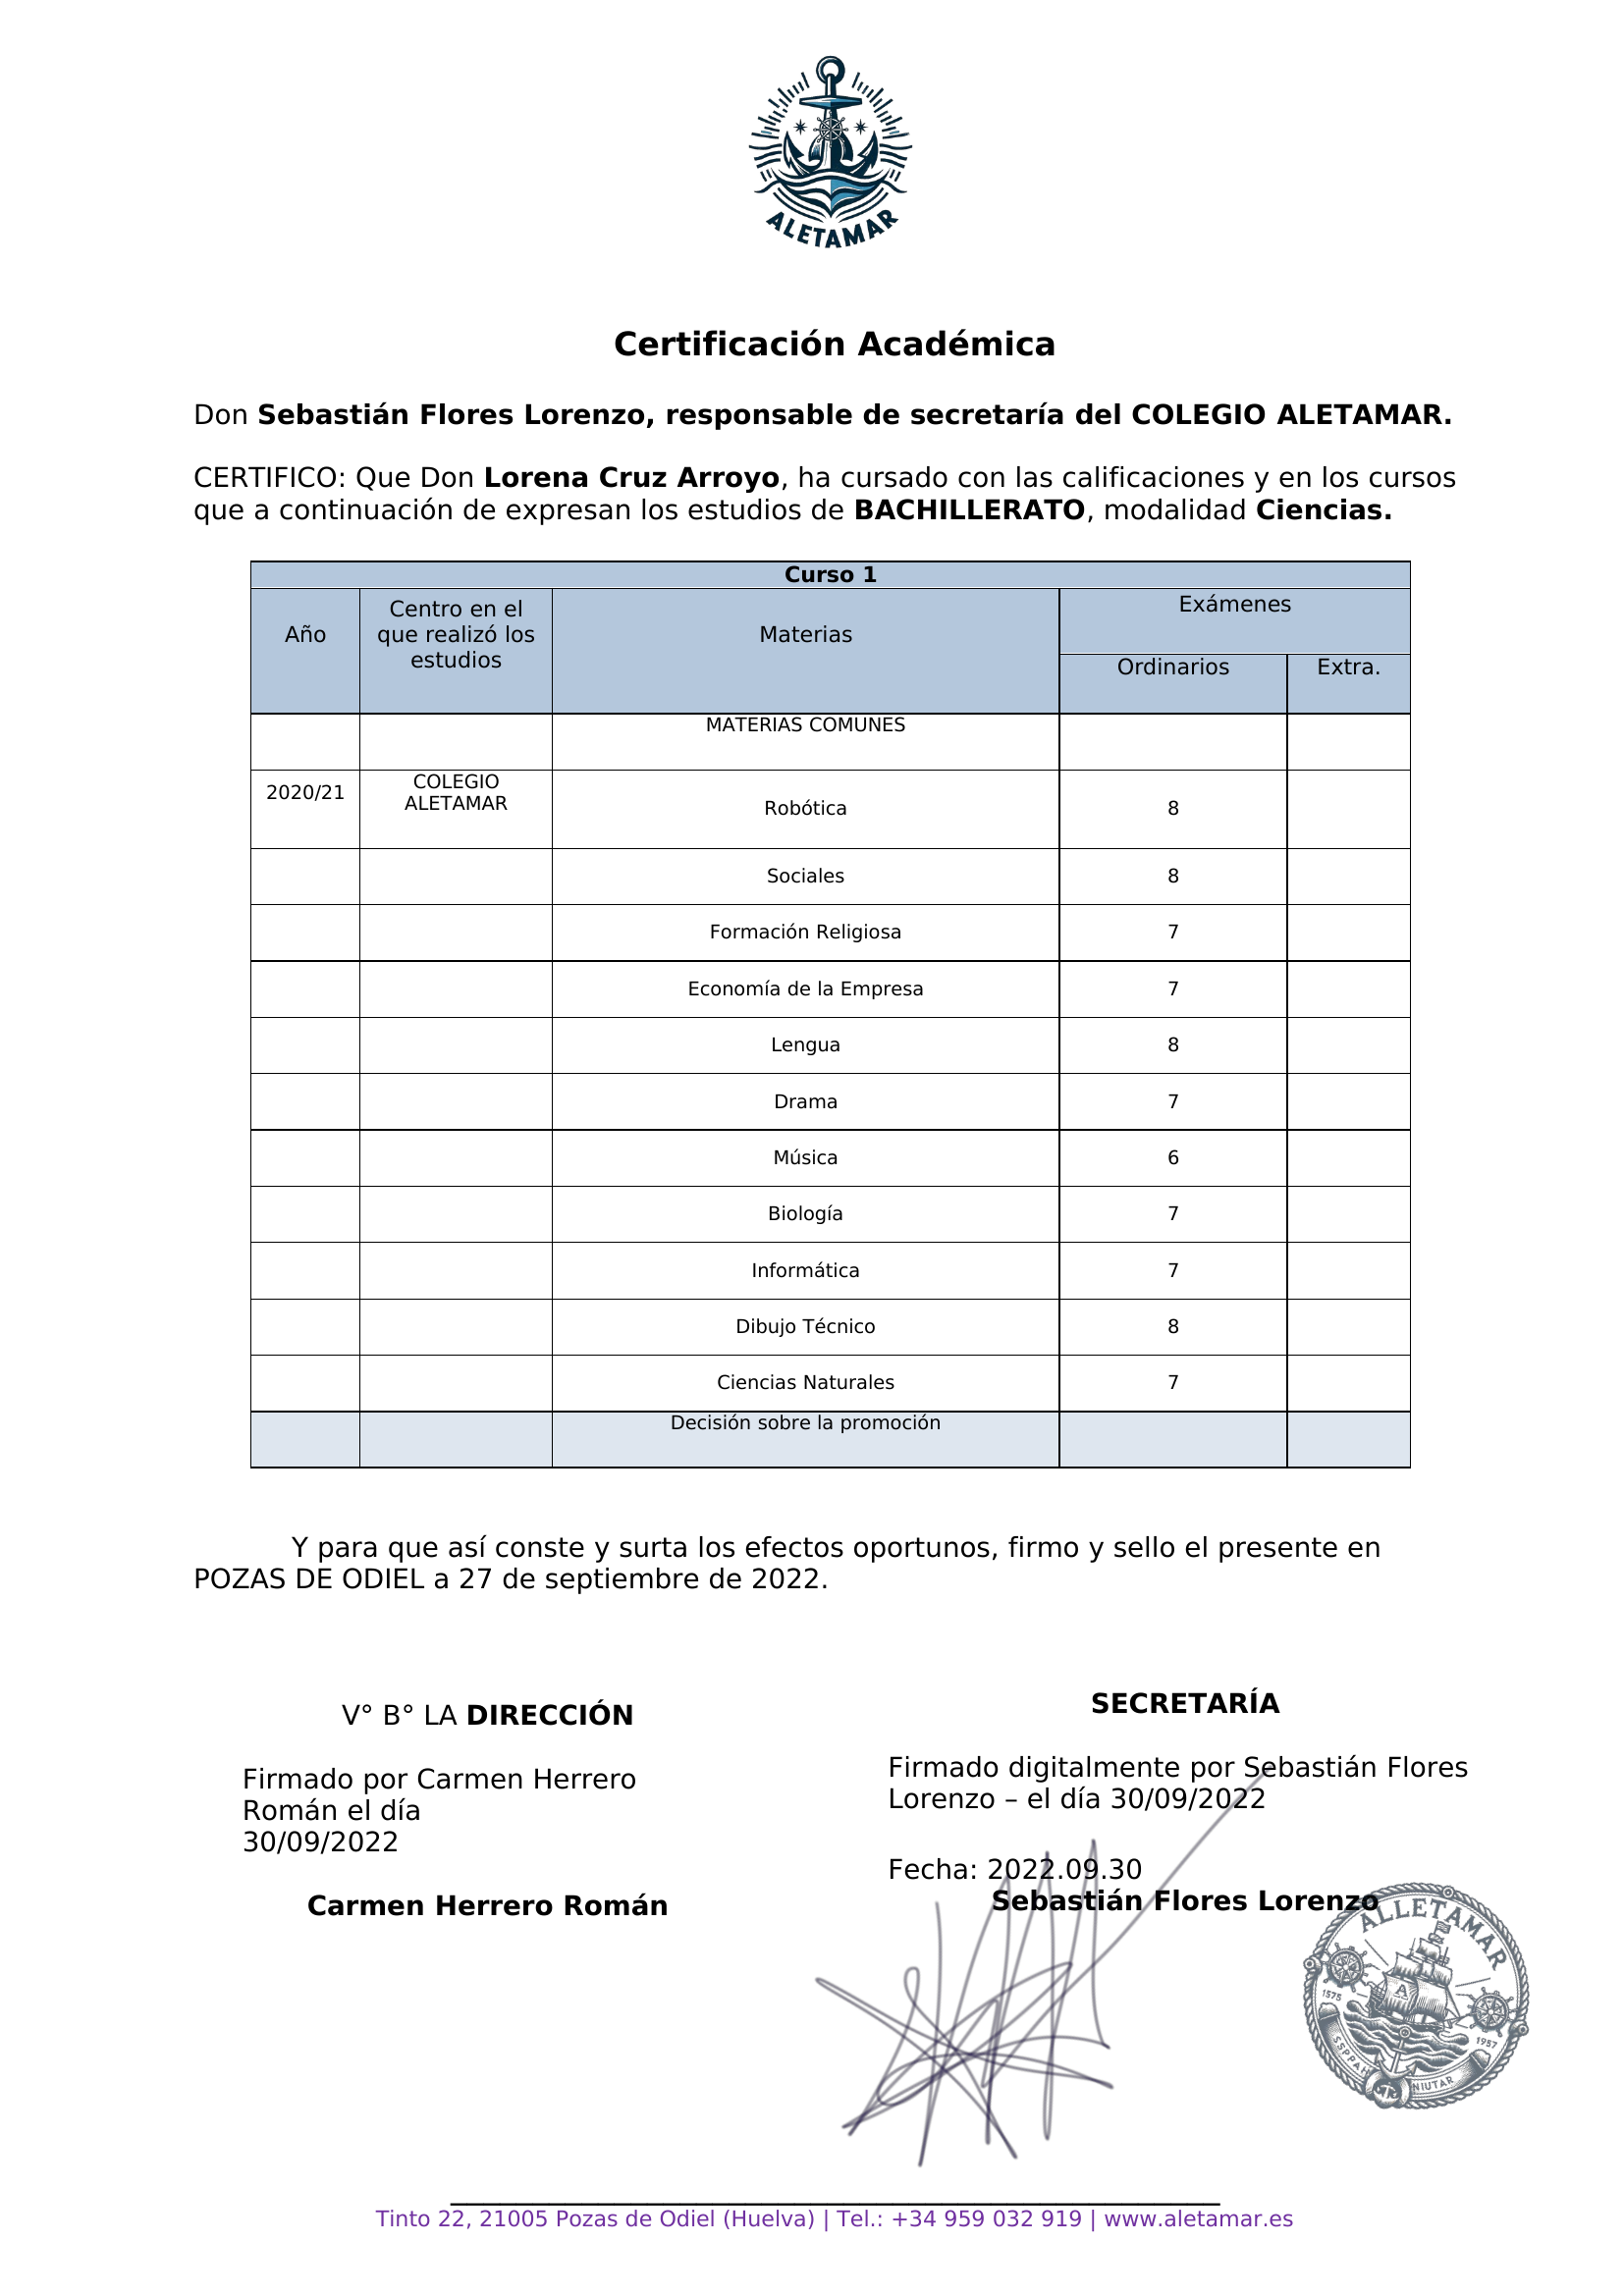 ALETAMAR
Certificación Académica
Don Sebastián Flores Lorenzo, responsable de secretaría del COLEGIO ALETAMAR.
CERTIFICO: Que Don Lorena Cruz Arroyo, ha cursado con las calificaciones y en los cursos
que a continuación de expresan los estudios de BACHILLERATO, modalidad Ciencias.
Curso 1
Año
Centro en el
que realizó los
estudios
Materias
Exámenes
Ordinarios
Extra.
MATERIAS COMUNES
2020/21
COLEGIO
ALETAMAR
Robótica 8
Sociales 8
Formación Religiosa 7
Economía de la Empresa 7
Lengua 8
Drama 7
Música 6
Biología 7
Informática 7
Dibujo Técnico 8
Ciencias Naturales 7
Decisión sobre la promoción
Y para que así conste y surta los efectos oportunos, firmo y sello el presente en
POZAS DE ODIEL a 27 de septiembre de 2022.
V° B° LA DIRECCIÓN
Firmado por Carmen Herrero
Román el día
30/09/2022
Carmen Herrero Román
SECRETARÍA
Firmado digitalmente por Sebastián Flores
Lorenzo – el día 30/09/2022
Fecha: 2022.09.30
Sebastián Flores Lorenzo
ALLETAMAR
A
1575
1957
NIUTAR
Tinto 22, 21005 Pozas de Odiel (Huelva) | Tel.: +34 959 032 919 | www.aletamar.es